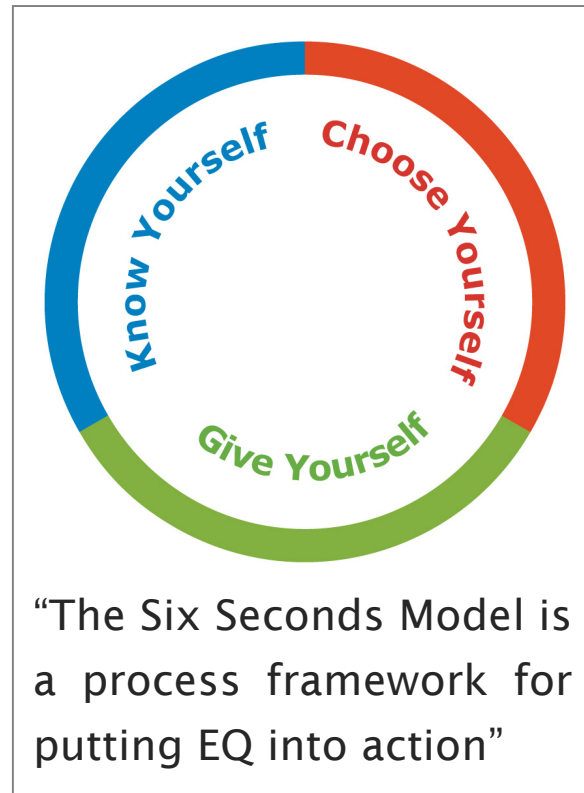 Know Yourself
Choose Yourself
Give Yourself
“The Six Seconds Model is
a process framework for
putting EQ into action”